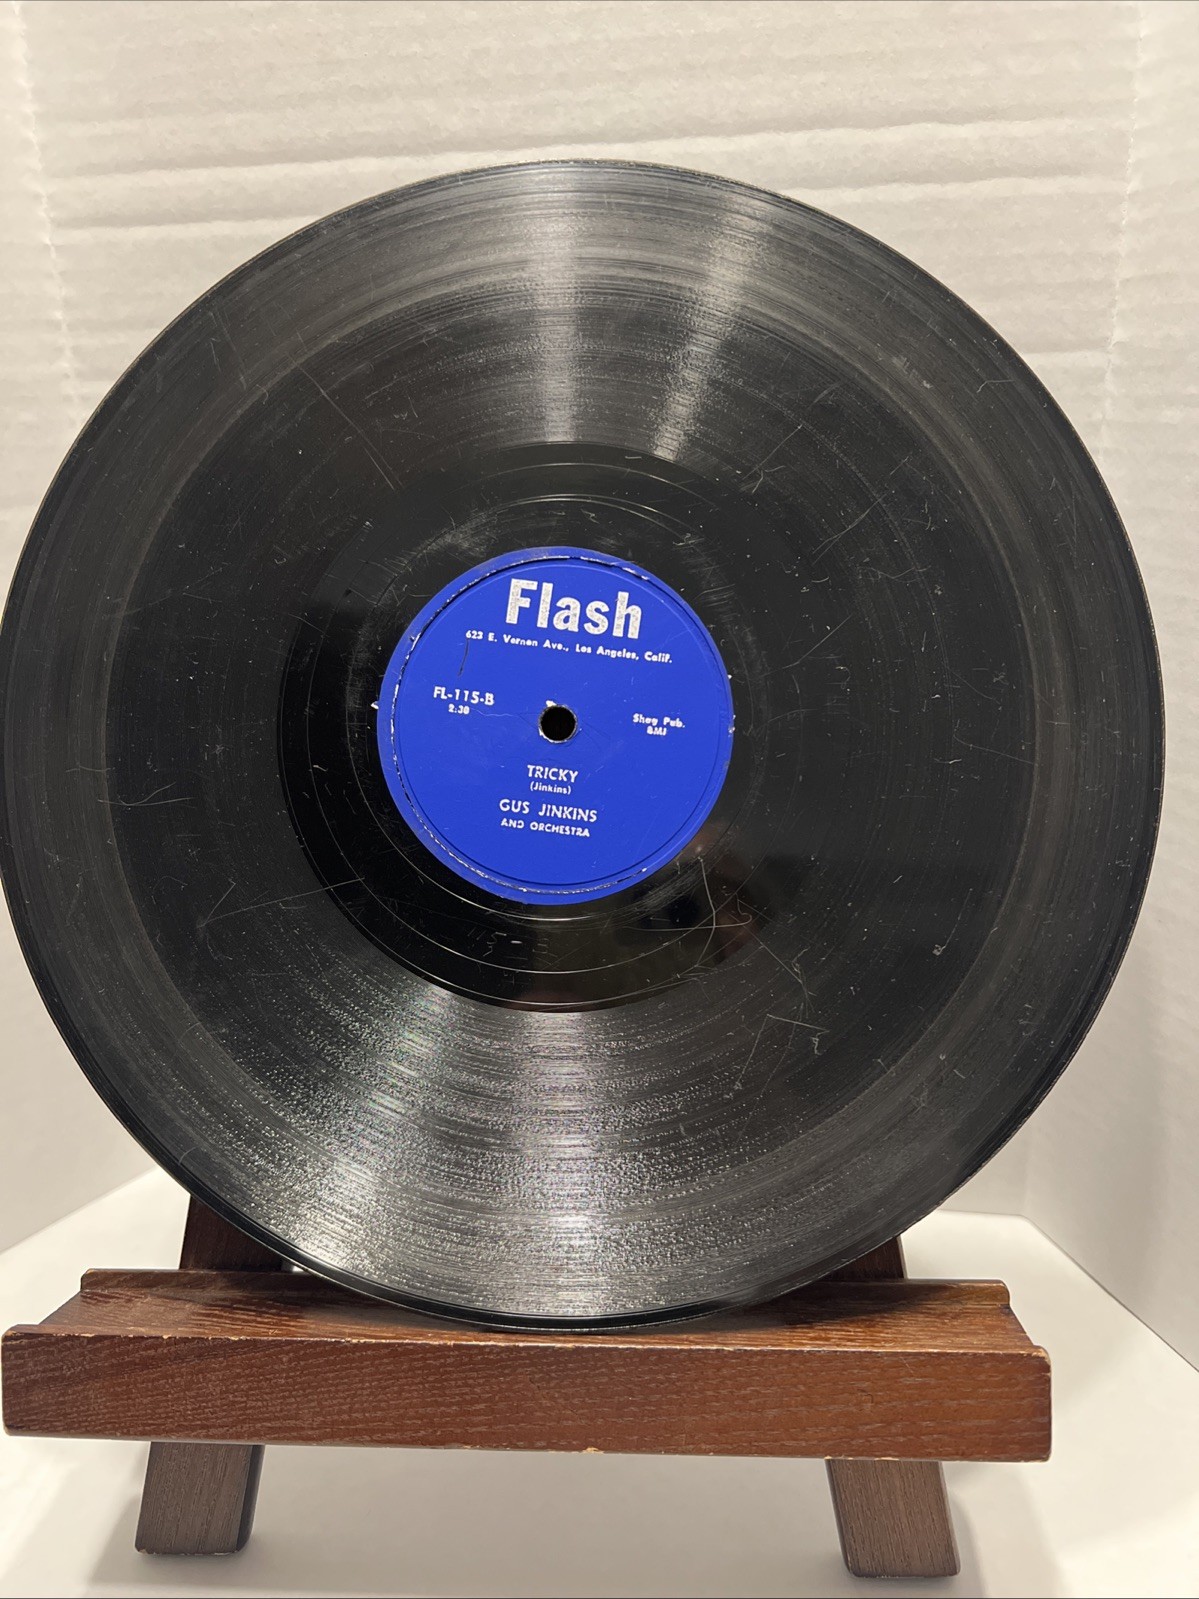 Flash
623 E. Vernon Ave., Los Angeles, Calif.
FL-115-B
2:30
Shag Pub.
BMI
TRICKY
(Jinkins)
GUS JINKINS
AND ORCHESTRA